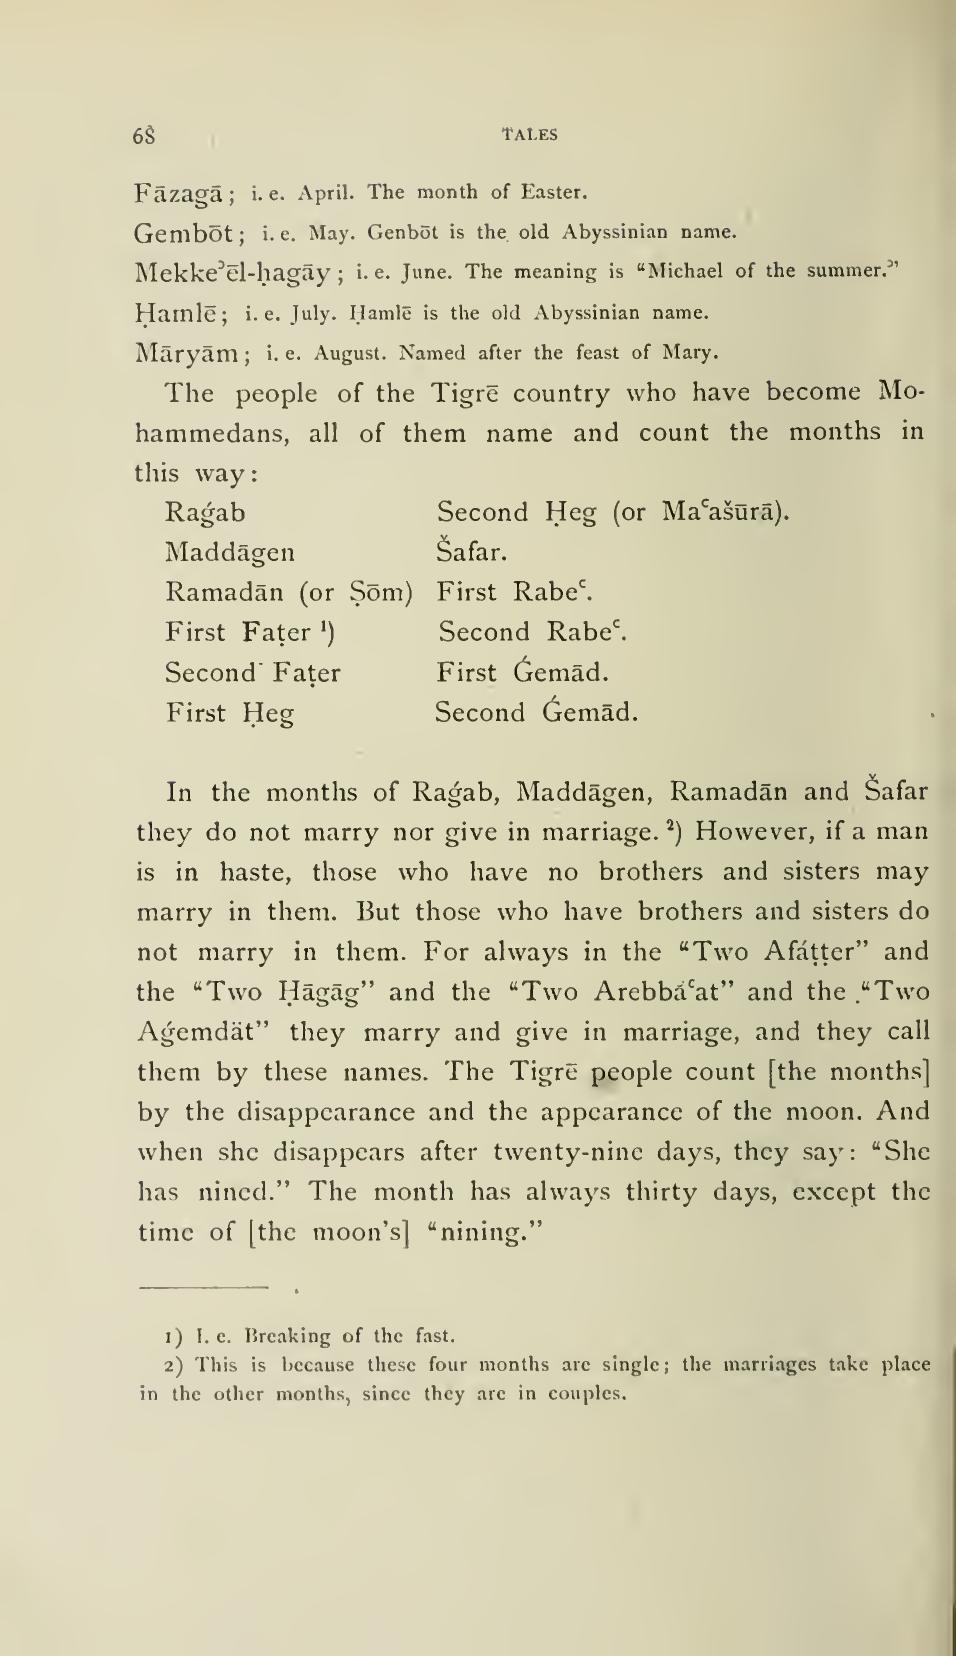 68 TALES
Fāzagā; i. e. April. The month of Easter.
Gembōt; i. e. May. Genbōt is the old Abyssinian name.
Mekkeʾēl-ḥagāy; i. e. June. The meaning is “Michael of the summer.”
Ḥamlē; i. e. July. Ḥamlē is the old Abyssinian name.
Māryām; i. e. August. Named after the feast of Mary.
The people of the Tigrē country who have become Mo-
hammedans, all of them name and count the months in
this way:
Raǵab Second Ḥeg (or Maʿašūrā).
Maddāgen Šafar.
Ramadān (or Ṣōm) First Rabeʿ.
First Faṭer ¹) Second Rabeʿ.
Second Faṭer First Ǵemād.
First Ḥeg Second Ǵemād.
In the months of Raǵab, Maddāgen, Ramadān and Šafar
they do not marry nor give in marriage. ²) However, if a man
is in haste, those who have no brothers and sisters may
marry in them. But those who have brothers and sisters do
not marry in them. For always in the “Two Afáṭṭer” and
the “Two Ḥāgāg” and the “Two Arebbáʿat” and the “Two
Aǵemdät” they marry and give in marriage, and they call
them by these names. The Tigrē people count [the months]
by the disappearance and the appearance of the moon. And
when she disappears after twenty-nine days, they say: “She
has nined.” The month has always thirty days, except the
time of [the moon’s] “nining.”
1) I. e. Breaking of the fast.
2) This is because these four months are single; the marriages take place
in the other months, since they are in couples.